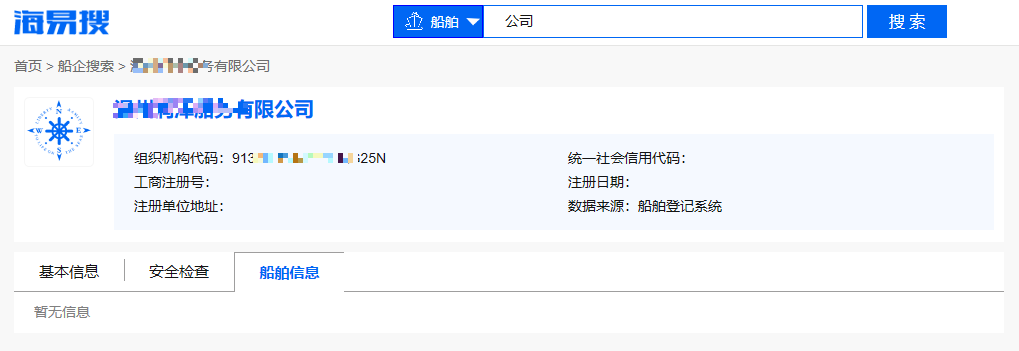 海易搜
船舶
公司
搜 索
首页 > 船企搜索 > 务有限公司
船务有限公司
组织机构代码：913 525N
统一社会信用代码：
工商注册号：
注册日期：
注册单位地址：
数据来源：船舶登记系统
基本信息
安全检查
船舶信息
暂无信息